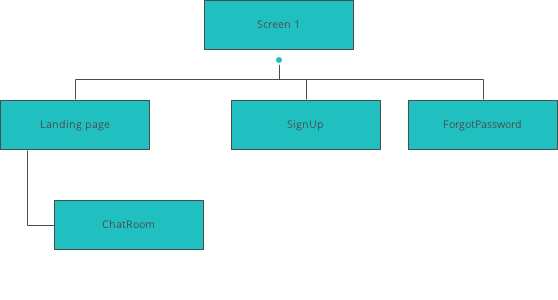 Screen 1
Landing page
SignUp
ForgotPassword
ChatRoom